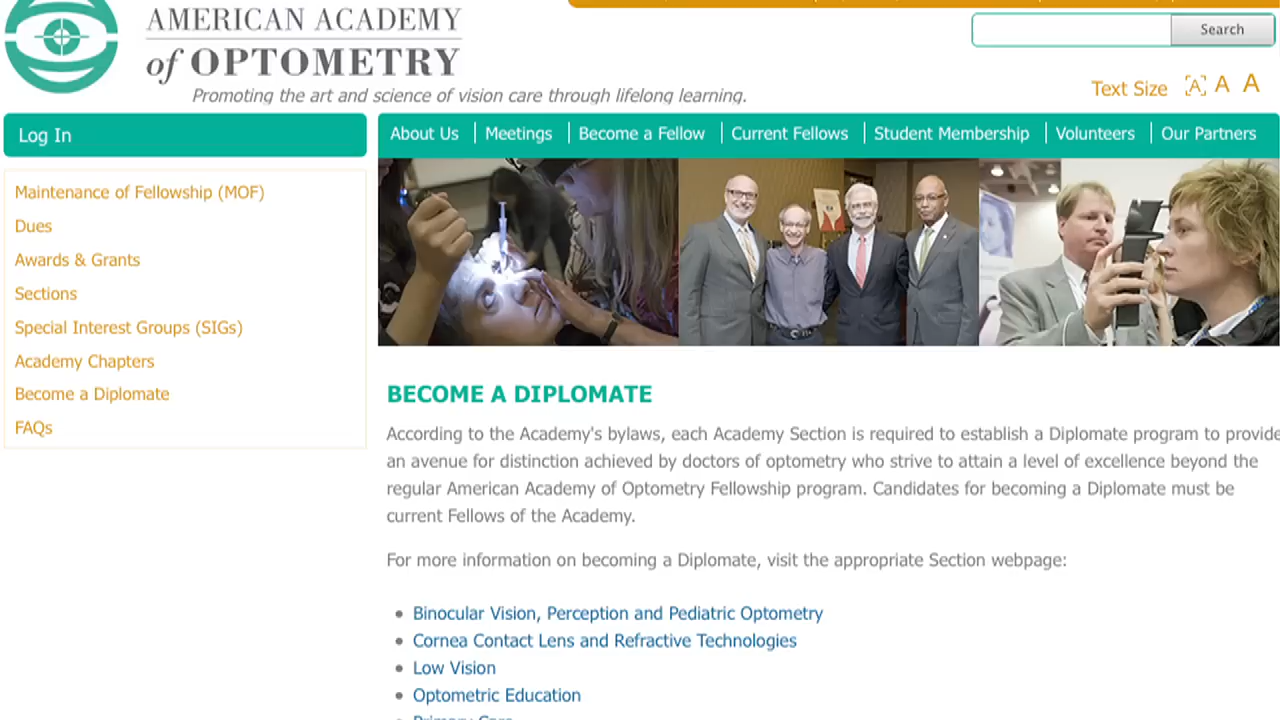 AMERICAN ACADEMY
of OPTOMETRY
Promoting the art and science of vision care through lifelong learning.
Search
Text Size A A A
Log In
About Us | Meetings | Become a Fellow | Current Fellows | Student Membership | Volunteers | Our Partners
Maintenance of Fellowship (MOF)
Dues
Awards & Grants
Sections
Special Interest Groups (SIGs)
Academy Chapters
Become a Diplomate
FAQs
BECOME A DIPLOMATE
According to the Academy's bylaws, each Academy Section is required to establish a Diplomate program to provide
an avenue for distinction achieved by doctors of optometry who strive to attain a level of excellence beyond the
regular American Academy of Optometry Fellowship program. Candidates for becoming a Diplomate must be
current Fellows of the Academy.
For more information on becoming a Diplomate, visit the appropriate Section webpage:
Binocular Vision, Perception and Pediatric Optometry
Cornea Contact Lens and Refractive Technologies
Low Vision
Optometric Education
Primary Care